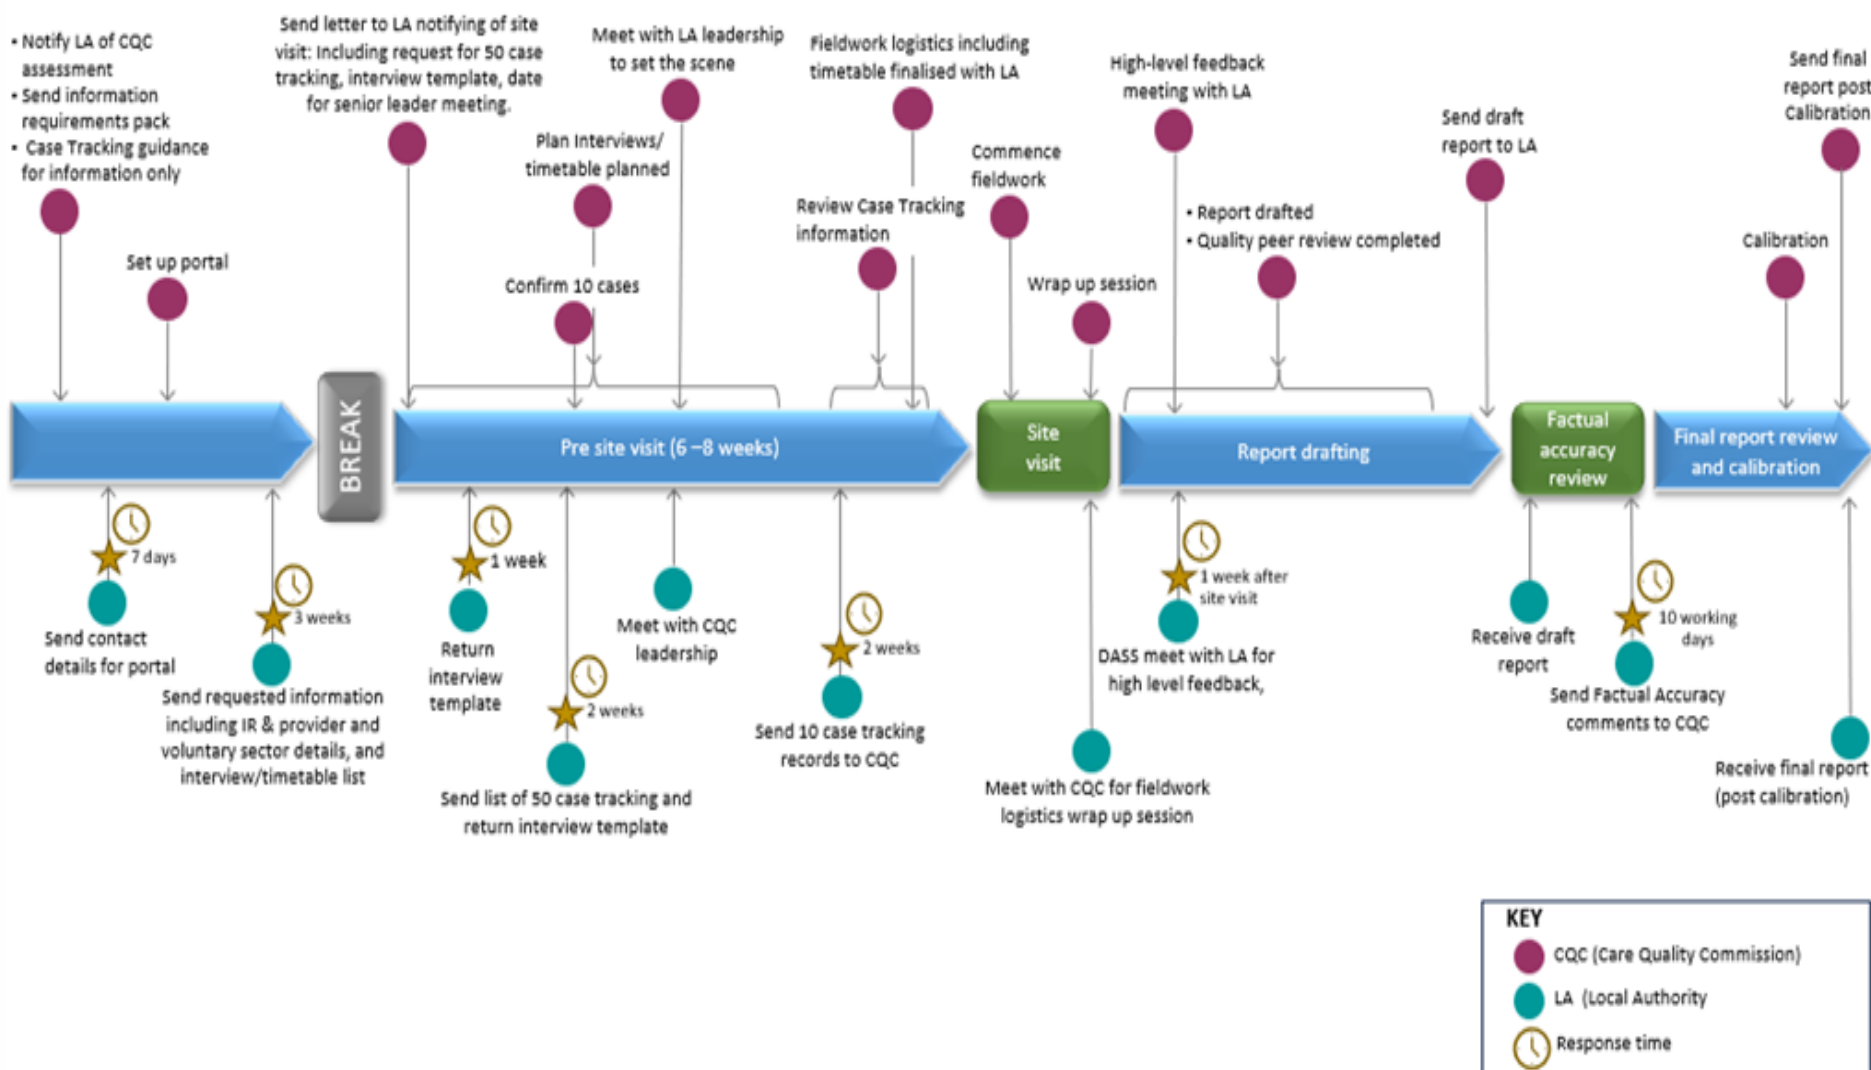 • Notify LA of CQC
assessment
• Send information
requirements pack
• Case Tracking guidance
for information only
Set up portal
Send letter to LA notifying of site
visit: Including request for 50 case
tracking, interview template, date
for senior leader meeting.
Plan Interviews/
timetable planned
Confirm 10 cases
Meet with LA leadership
to set the scene
Fieldwork logistics including
timetable finalised with LA
Review Case Tracking
information
Commence
fieldwork
Wrap up session
High-level feedback
meeting with LA
• Report drafted
• Quality peer review completed
Send draft
report to LA
Calibration
Send final
report post
Calibration
BREAK
Pre site visit (6 –8 weeks)
Site
visit
Report drafting
Factual
accuracy
review
Final report review
and calibration
7 days
Send contact
details for portal
3 weeks
Send requested information
including IR & provider and
voluntary sector details, and
interview/timetable list
1 week
Return
interview
template
2 weeks
Send list of 50 case tracking and
return interview template
Meet with CQC
leadership
2 weeks
Send 10 case tracking
records to CQC
Meet with CQC for fieldwork
logistics wrap up session
1 week after
site visit
DASS meet with LA for
high level feedback,
Receive draft
report
10 working
days
Send Factual Accuracy
comments to CQC
Receive final report
(post calibration)
KEY
CQC (Care Quality Commission)
LA (Local Authority
Response time